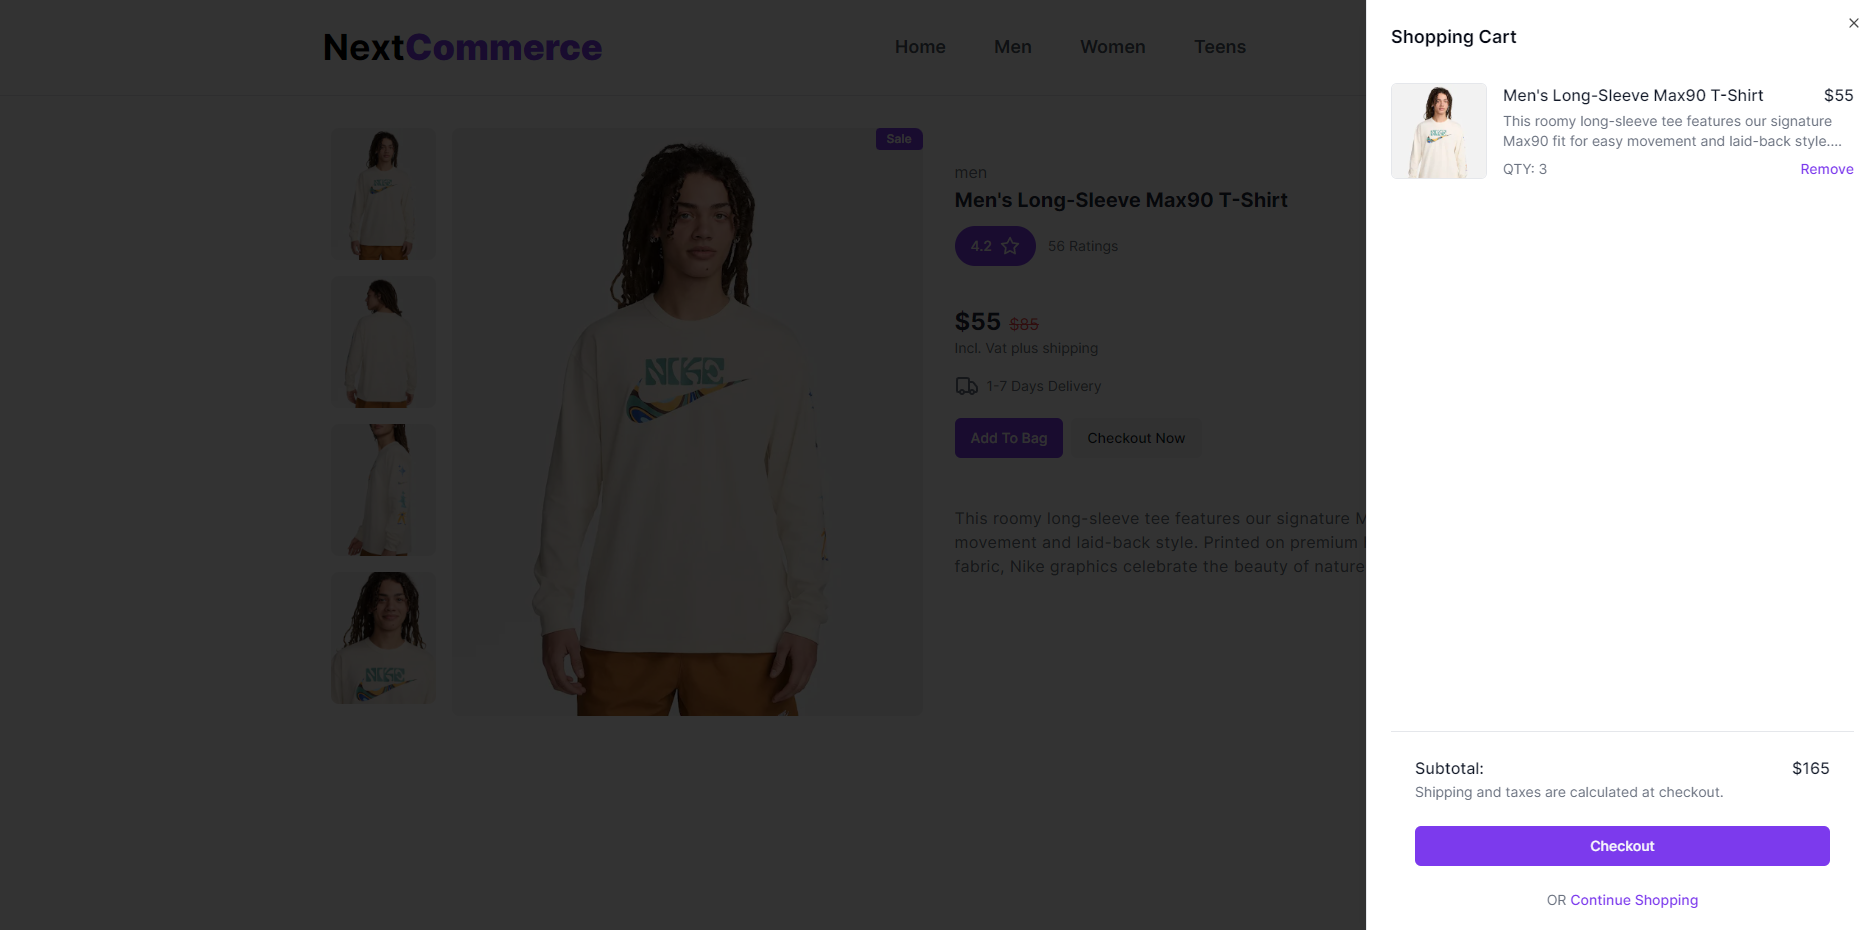 NextCommerce
Home Men Women Teens
Sale
men
Men's Long-Sleeve Max90 T-Shirt
4.2 56 Ratings
$55 $85
Incl. Vat plus shipping
1-7 Days Delivery
Add To Bag Checkout Now
This roomy long-sleeve tee features our signature
movement and laid-back style. Printed on premium
fabric, Nike graphics celebrate the beauty of nature
NIKE
NIKE
Shopping Cart
Men's Long-Sleeve Max90 T-Shirt $55
This roomy long-sleeve tee features our signature
Max90 fit for easy movement and laid-back style....
QTY: 3 Remove
Subtotal: $165
Shipping and taxes are calculated at checkout.
Checkout
OR Continue Shopping